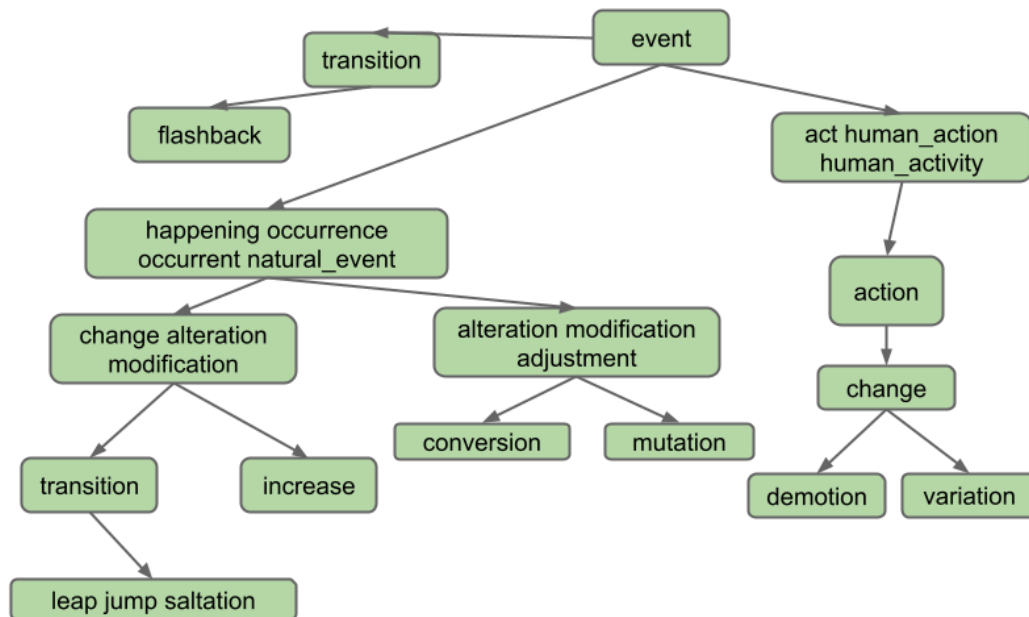 event
transition
flashback
act human_action
human_activity
happening occurrence
occurrent natural_event
action
change alteration
modification
alteration modification
adjustment
change
conversion
mutation
transition
increase
demotion
variation
leap jump saltation